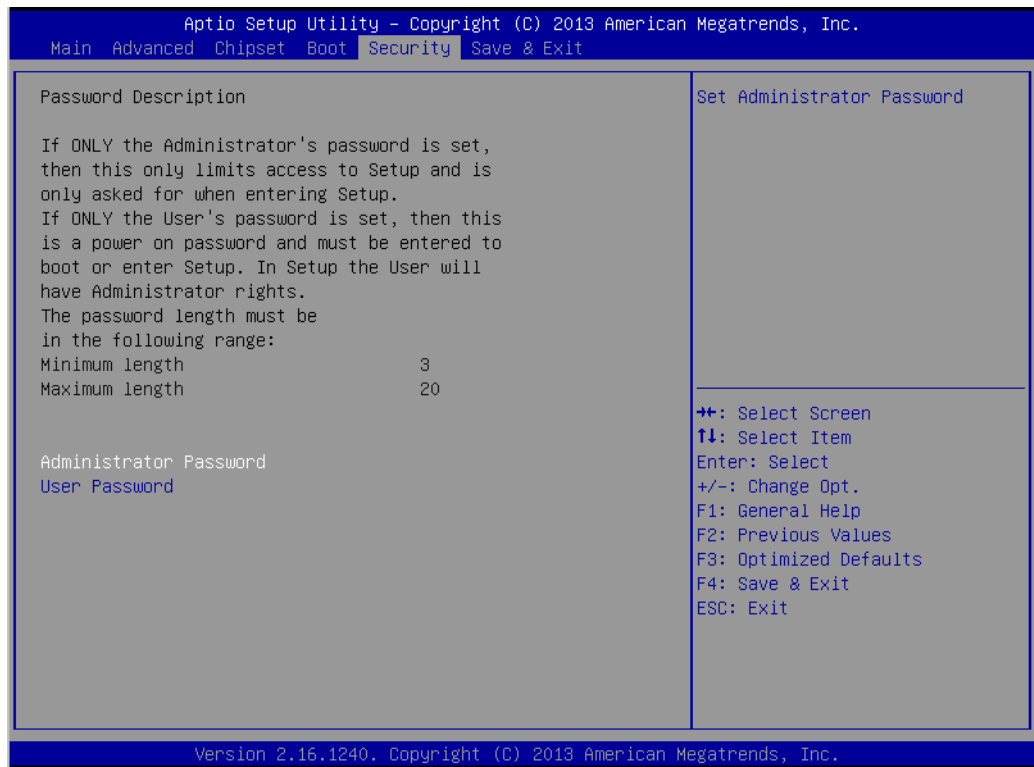 Aptio Setup Utility – Copyright (C) 2013 American Megatrends, Inc.
Main Advanced Chipset Boot Security Save & Exit
Password Description
If ONLY the Administrator's password is set,
then this only limits access to Setup and is
only asked for when entering Setup.
If ONLY the User's password is set, then this
is a power on password and must be entered to
boot or enter Setup. In Setup the User will
have Administrator rights.
The password length must be
in the following range:
Minimum length 3
Maximum length 20
Administrator Password
User Password
Set Administrator Password
→←: Select Screen
↑↓: Select Item
Enter: Select
+/-: Change Opt.
F1: General Help
F2: Previous Values
F3: Optimized Defaults
F4: Save & Exit
ESC: Exit
Version 2.16.1240. Copyright (C) 2013 American Megatrends, Inc.